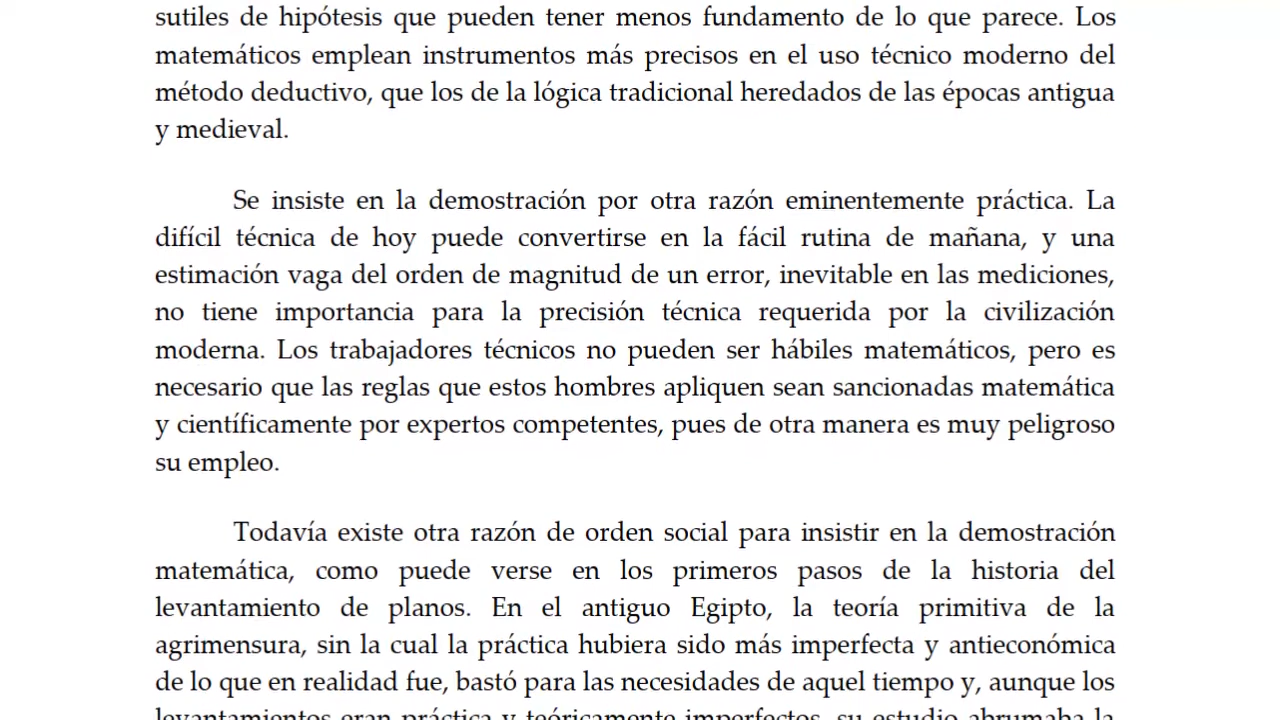 sutiles de hipótesis que pueden tener menos fundamento de lo que parece. Los
matemáticos emplean instrumentos más precisos en el uso técnico moderno del
método deductivo, que los de la lógica tradicional heredados de las épocas antigua
y medieval.
Se insiste en la demostración por otra razón eminentemente práctica. La
difícil técnica de hoy puede convertirse en la fácil rutina de mañana, y una
estimación vaga del orden de magnitud de un error, inevitable en las mediciones,
no tiene importancia para la precisión técnica requerida por la civilización
moderna. Los trabajadores técnicos no pueden ser hábiles matemáticos, pero es
necesario que las reglas que estos hombres apliquen sean sancionadas matemática
y científicamente por expertos competentes, pues de otra manera es muy peligroso
su empleo.
Todavía existe otra razón de orden social para insistir en la demostración
matemática, como puede verse en los primeros pasos de la historia del
levantamiento de planos. En el antiguo Egipto, la teoría primitiva de la
agrimensura, sin la cual la práctica hubiera sido más imperfecta y antieconómica
de lo que en realidad fue, bastó para las necesidades de aquel tiempo y, aunque los
levantamientos eran práctica y teóricamente imperfectos, su estudio abrumaba la